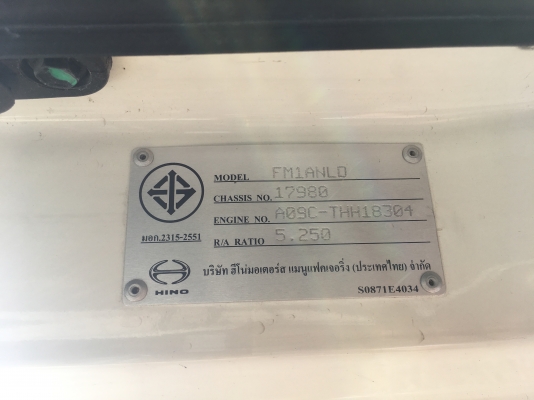 MODEL FM1ANLD
CHASSIS NO. 17980
ENGINE NO. A09C-THH18304
มอก.2315-2551
R/A RATIO 5.250
HINO
บริษัท ฮีโน่มอเตอร์ส แมนูแฟคเจอริ่ง (ประเทศไทย) จำกัด
S0871E4034